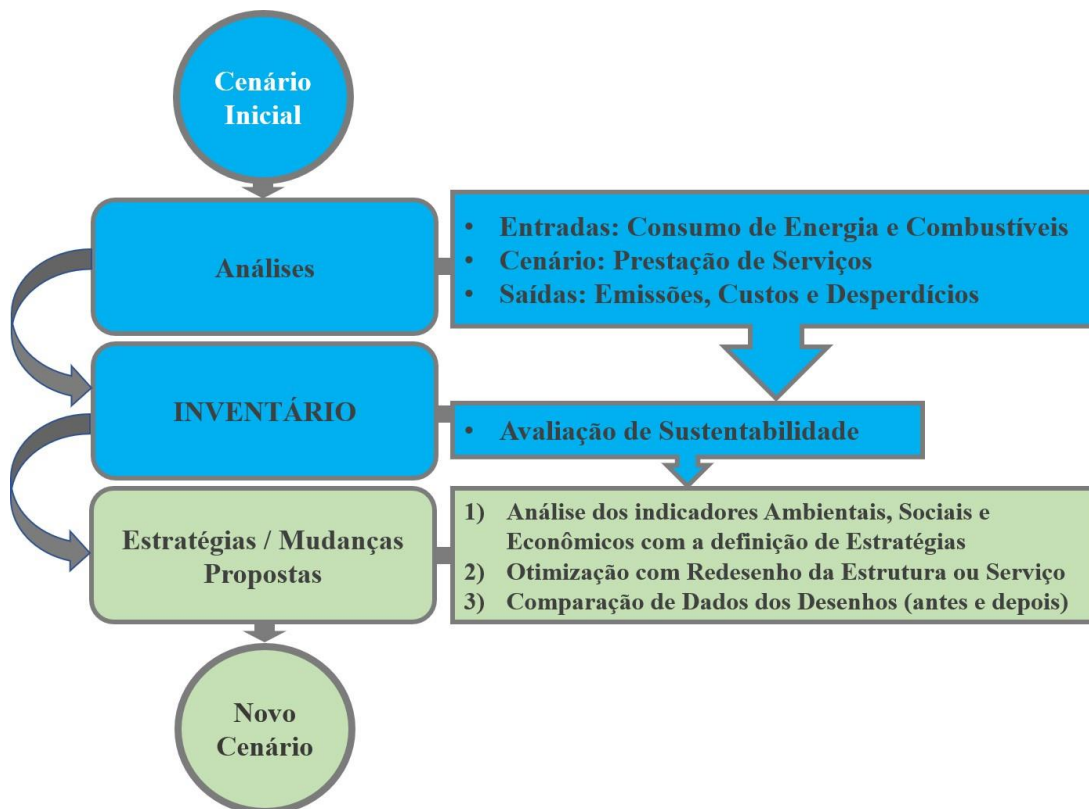 Cenário
Inicial
Análises
• Entradas: Consumo de Energia e Combustíveis
• Cenário: Prestação de Serviços
• Saídas: Emissões, Custos e Desperdícios
INVENTÁRIO
• Avaliação de Sustentabilidade
Estratégias / Mudanças
Propostas
1) Análise dos indicadores Ambientais, Sociais e
Econômicos com a definição de Estratégias
2) Otimização com Redesenho da Estrutura ou Serviço
3) Comparação de Dados dos Desenhos (antes e depois)
Novo
Cenário